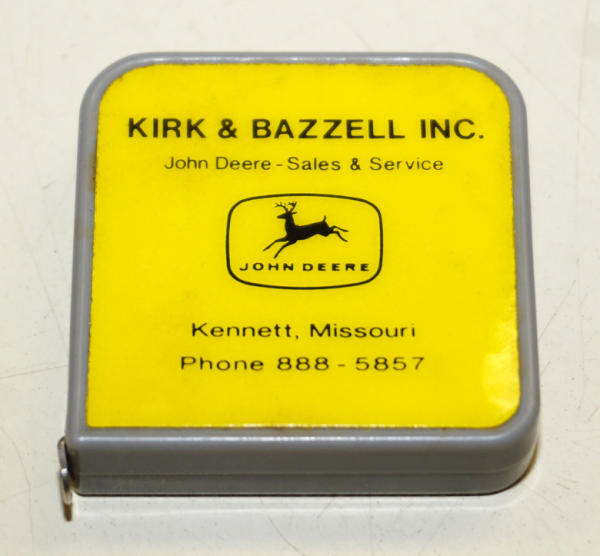 KIRK & BAZZELL INC.
John Deere - Sales & Service
JOHN DEERE
Kennett, Missouri
Phone 888 - 5857